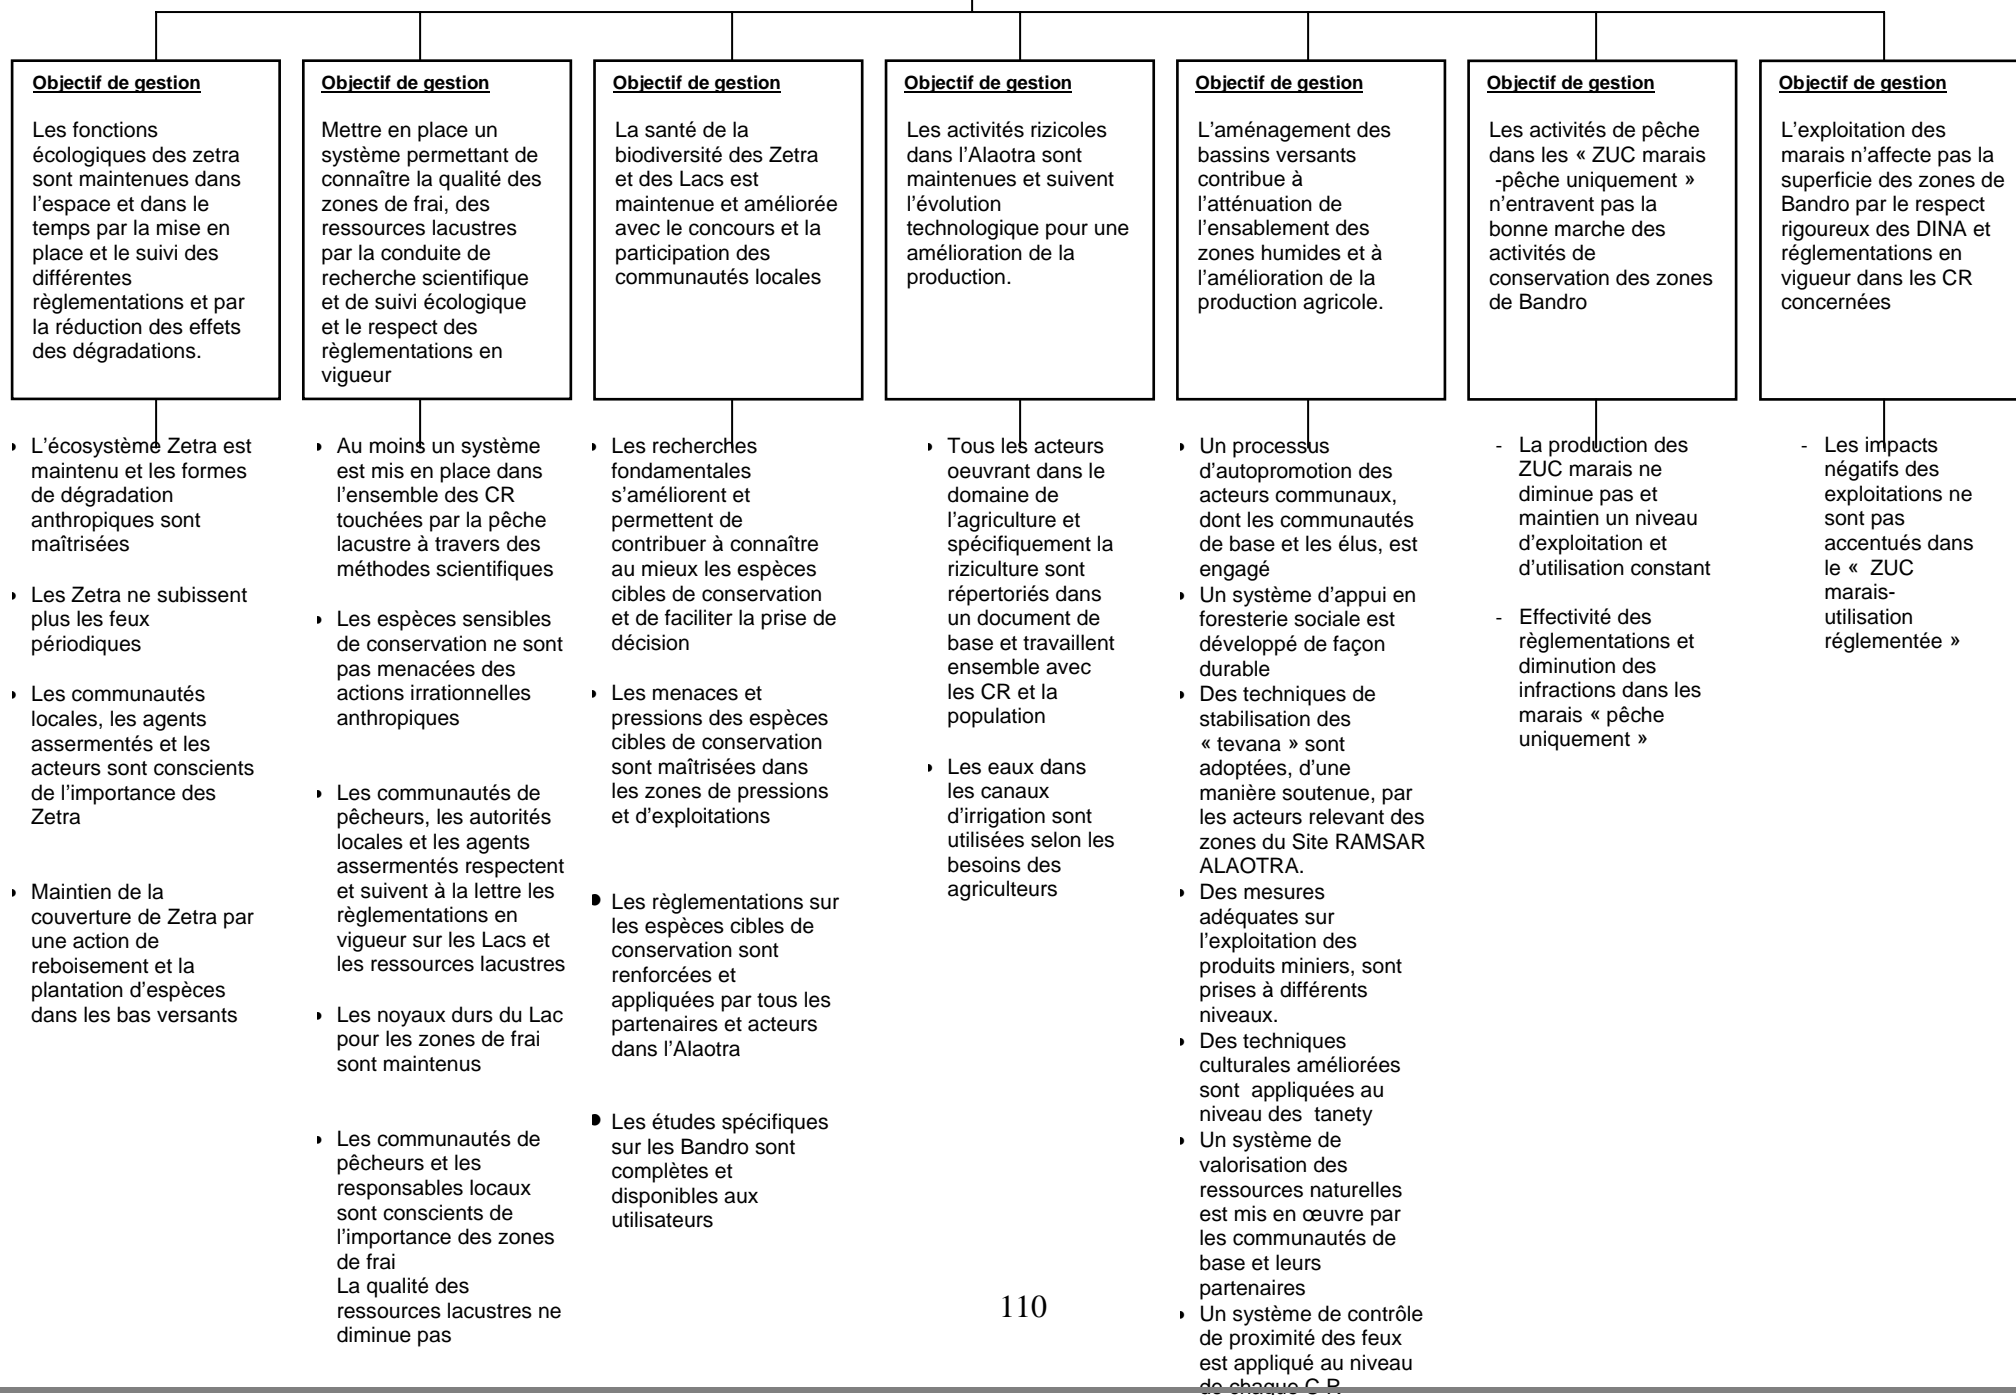 Objectif de gestion
Les fonctions
écologiques des zetra
sont maintenues dans
l'espace et dans le
temps par la mise en
place et le suivi des
différentes
règlementations et par
la réduction des effets
des dégradations.
• L'écosystème Zetra est
maintenu et les formes
de dégradation
anthropiques sont
maîtrisées
• Les Zetra ne subissent
plus les feux
périodiques
• Les communautés
locales, les agents
assermentés et les
acteurs sont conscients
de l'importance des
Zetra
• Maintien de la
couverture de Zetra par
une action de
reboisement et la
plantation d'espèces
dans les bas versants
Objectif de gestion
Mettre en place un
système permettant de
connaître la qualité des
zones de frai, des
ressources lacustres
par la conduite de
recherche scientifique
et de suivi écologique
et le respect des
règlementations en
vigueur
• Au moins un système
est mis en place dans
l'ensemble des CR
touchées par la pêche
lacustre à travers des
méthodes scientifiques
• Les espèces sensibles
de conservation ne sont
pas menacées des
actions irrationnelles
anthropiques
• Les communautés de
pêcheurs, les autorités
locales et les agents
assermentés respectent
et suivent à la lettre les
règlementations en
vigueur sur les Lacs et
les ressources lacustres
• Les noyaux durs du Lac
pour les zones de frai
sont maintenus
• Les communautés de
pêcheurs et les
responsables locaux
sont conscients de
l'importance des zones
de frai
La qualité des
ressources lacustres ne
diminue pas
Objectif de gestion
La santé de la
biodiversité des Zetra
et des Lacs est
maintenue et améliorée
avec le concours et la
participation des
communautés locales
• Les recherches
fondamentales
s'améliorent et
permettent de
contribuer à connaître
au mieux les espèces
cibles de conservation
et de faciliter la prise de
décision
• Les menaces et
pressions des espèces
cibles de conservation
sont maîtrisées dans
les zones de pressions
et d'exploitations
• Les règlementations sur
les espèces cibles de
conservation sont
renforcées et
appliquées par tous les
partenaires et acteurs
dans l'Alaotra
• Les études spécifiques
sur les Bandro sont
complètes et
disponibles aux
utilisateurs
Objectif de gestion
Les activités rizicoles
dans l'Alaotra sont
maintenues et suivent
l'évolution
technologique pour une
amélioration de la
production.
• Tous les acteurs
oeuvrant dans le
domaine de
l'agriculture et
spécifiquement la
riziculture sont
répertoriés dans
un document de
base et travaillent
ensemble avec
les CR et la
population
• Les eaux dans
les canaux
d'irrigation sont
utilisées selon les
besoins des
agriculteurs
Objectif de gestion
L'aménagement des
bassins versants
contribue à
l'atténuation de
l'ensablement des
zones humides et à
l'amélioration de la
production agricole.
• Un processus
d'autopromotion des
acteurs communaux,
dont les communautés
de base et les élus, est
engagé
• Un système d'appui en
foresterie sociale est
développé de façon
durable
• Des techniques de
stabilisation des
« tevana » sont
adoptées, d'une
manière soutenue, par
les acteurs relevant des
zones du Site RAMSAR
ALAOTRA.
• Des mesures
adéquates sur
l'exploitation des
produits miniers, sont
prises à différents
niveaux.
• Des techniques
culturales améliorées
sont appliquées au
niveau des tanety
• Un système de
valorisation des
ressources naturelles
est mis en œuvre par
les communautés de
base et leurs
partenaires
• Un système de contrôle
de proximité des feux
est appliqué au niveau
de chaque C R
Objectif de gestion
Les activités de pêche
dans les « ZUC marais
-pêche uniquement »
n'entravent pas la
bonne marche des
activités de
conservation des zones
de Bandro
- La production des
ZUC marais ne
diminue pas et
maintien un niveau
d'exploitation et
d'utilisation constant
- Effectivité des
règlementations et
diminution des
infractions dans les
marais « pêche
uniquement »
Objectif de gestion
L'exploitation des
marais n'affecte pas la
superficie des zones de
Bandro par le respect
rigoureux des DINA et
réglementations en
vigueur dans les CR
concernées
- Les impacts
négatifs des
exploitations ne
sont pas
accentués dans
le « ZUC
marais-
utilisation
réglementée »
110